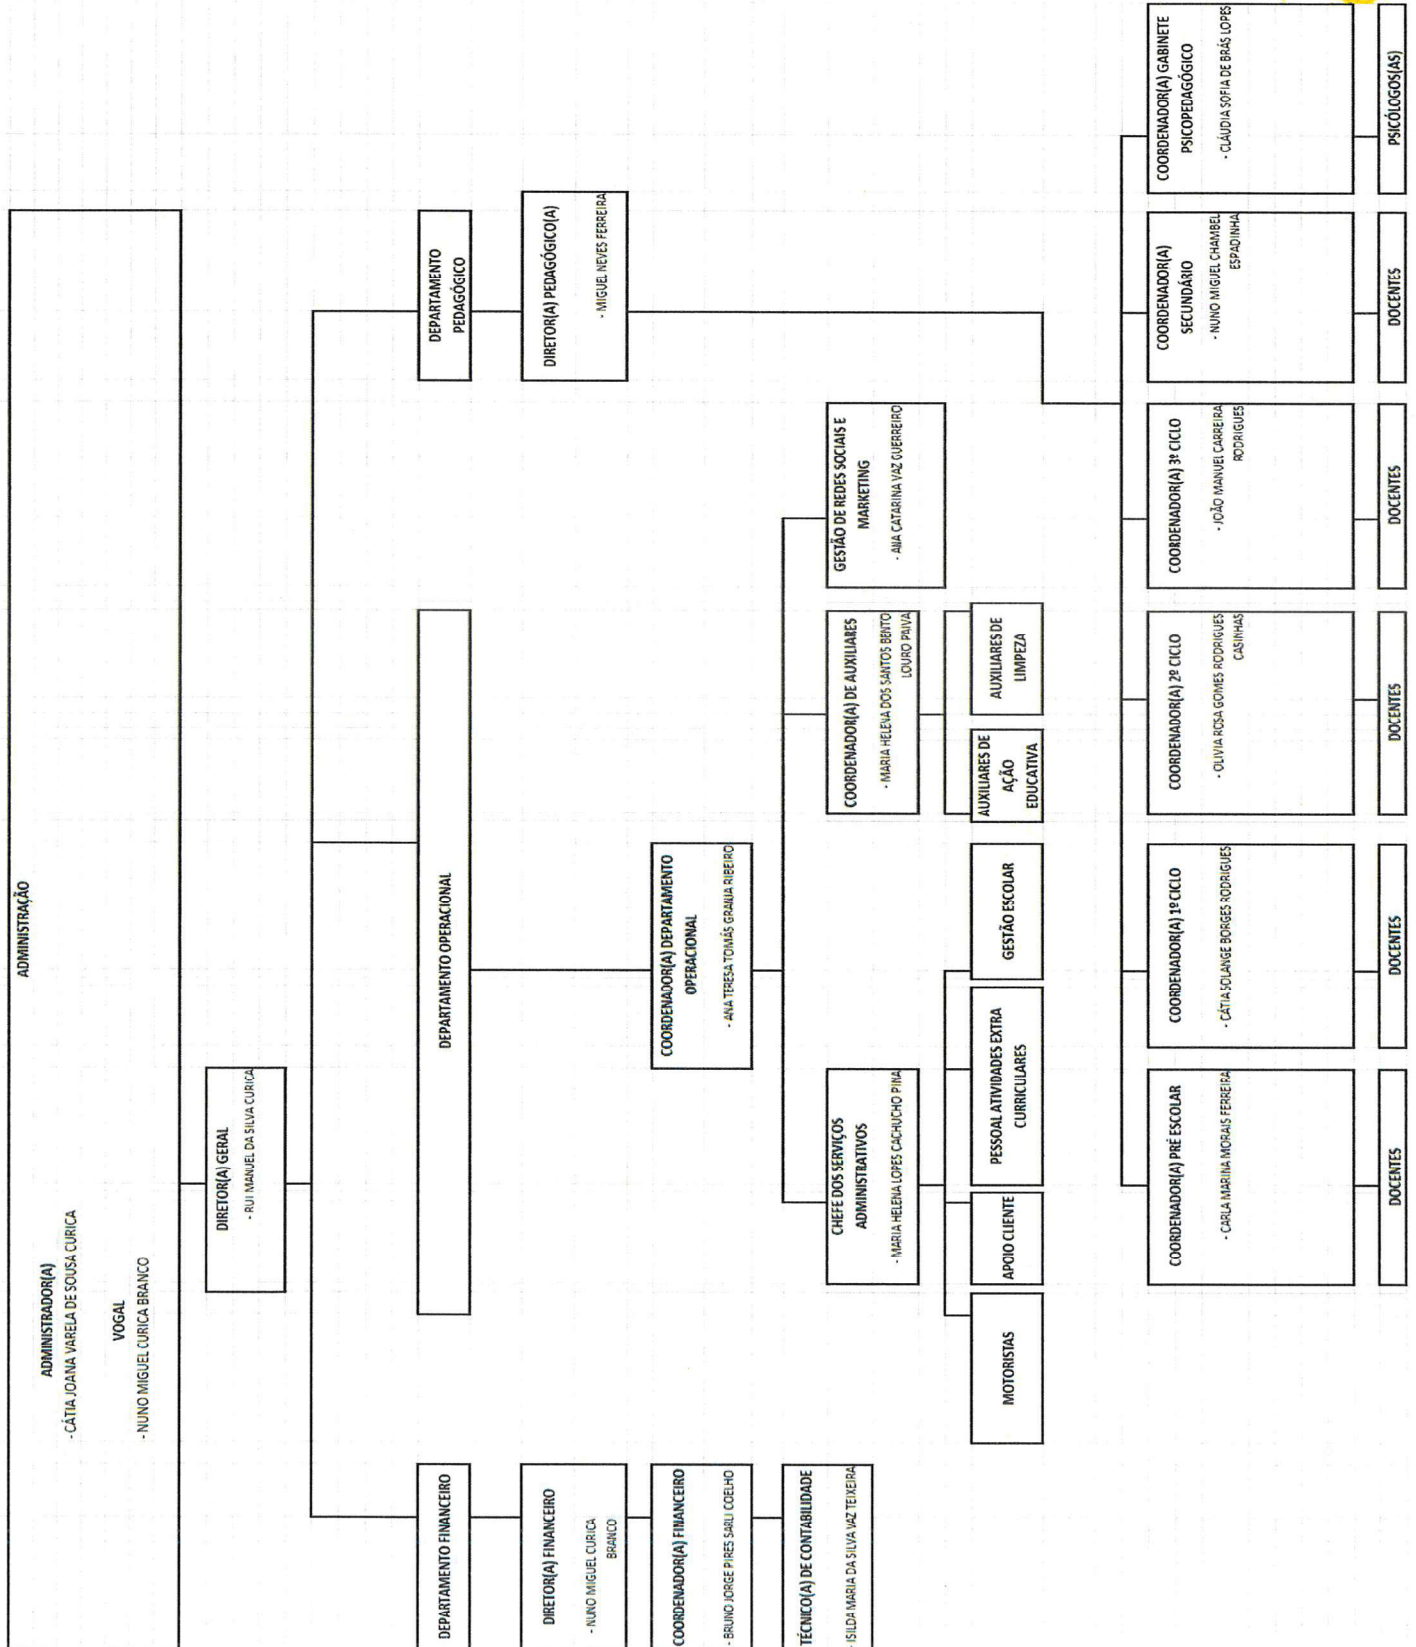 ADMINISTRAÇÃO
ADMINISTRADOR(A)
- CÁTIA JOANA VARELA DE SOUSA CURICA
VOGAL
- NUNO MIGUEL CURICA BRANCO
DIRETOR(A) GERAL
- RUI MANUEL DA SILVA CURICA
DEPARTAMENTO FINANCEIRO
DIRETOR(A) FINANCEIRO
- NUNO MIGUEL CURICA
BRANCO
COORDENADOR(A) FINANCEIRO
- BRUNO JORGE PIRES SARLI COELHO
TÉCNICO(A) DE CONTABILIDADE
- ISILDA MARIA DA SILVA VAZ TEIXEIRA
DEPARTAMENTO OPERACIONAL
COORDENADOR(A) DEPARTAMENTO
OPERACIONAL
- ANA TERESA TOMÁS GRANJA RIBEIRO
CHEFE DOS SERVIÇOS
ADMINISTRATIVOS
- MARIA HELENA LOPES CACHUCHO PINA
MOTORISTAS
APOIO CLIENTE
PESSOAL ATIVIDADES EXTRA
CURRICULARES
GESTÃO ESCOLAR
COORDENADOR(A) DE AUXILIARES
- MARIA HELENA DOS SANTOS BENTO
LOURO PAIVA
AUXILIARES DE
AÇÃO
EDUCATIVA
AUXILIARES DE
LIMPEZA
GESTÃO DE REDES SOCIAIS E
MARKETING
- ANA CATARINA VAZ GUERREIRO
DEPARTAMENTO
PEDAGÓGICO
DIRETOR(A) PEDAGÓGICO(A)
- MIGUEL NEVES FERREIRA
COORDENADOR(A) PRÉ ESCOLAR
- CARLA MARINA MORAIS FERREIRA
DOCENTES
COORDENADOR(A) 1º CICLO
- CÁTIA SOLANGE BORGES RODRIGUES
DOCENTES
COORDENADOR(A) 2º CICLO
- OLIVIA ROSA GOMES RODRIGUES
CASINHAS
DOCENTES
COORDENADOR(A) 3º CICLO
- JOÃO MANUEL CARREIRA
RODRIGUES
DOCENTES
COORDENADOR(A)
SECUNDÁRIO
- NUNO MIGUEL CHAMBEL
ESPADINHA
DOCENTES
COORDENADOR(A) GABINETE
PSICOPEDAGÓGICO
- CLÁUDIA SOFIA DE BRÁS LOPES
PSICÓLOGOS(AS)